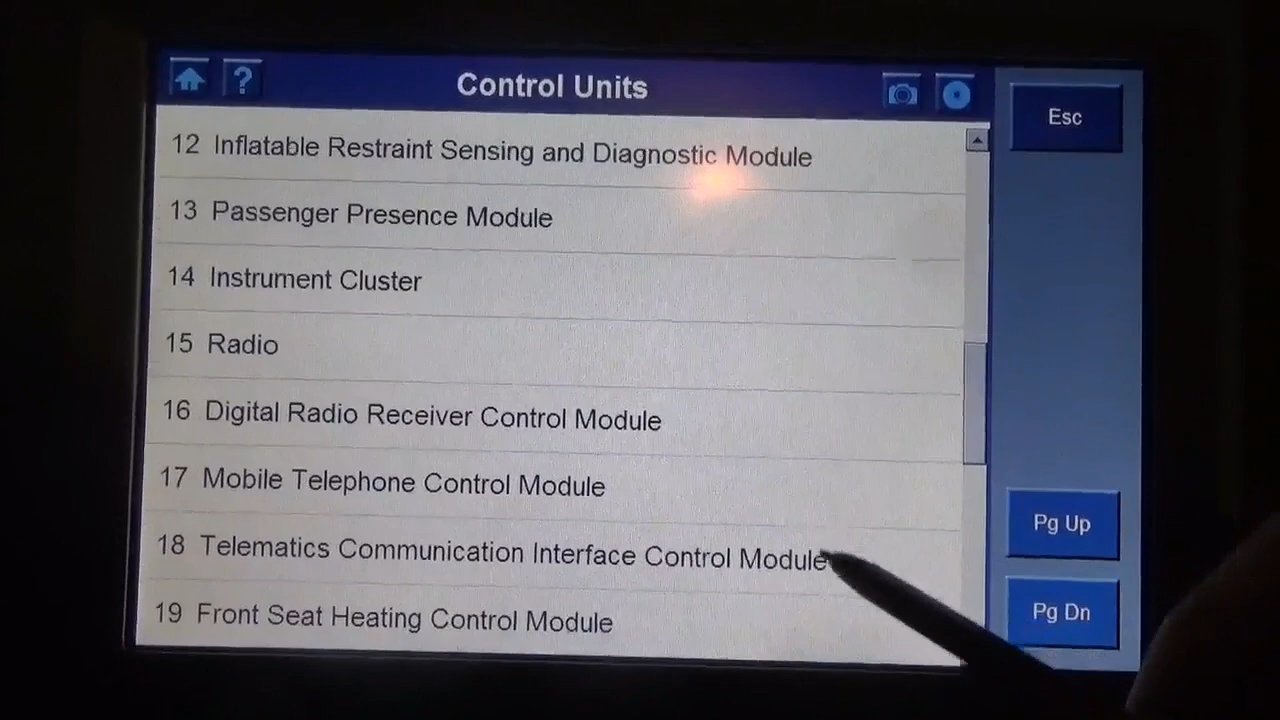 ?
Control Units
Esc
12 Inflatable Restraint Sensing and Diagnostic Module
13 Passenger Presence Module
14 Instrument Cluster
15 Radio
16 Digital Radio Receiver Control Module
17 Mobile Telephone Control Module
18 Telematics Communication Interface Control Module
19 Front Seat Heating Control Module
Pg Up
Pg Dn